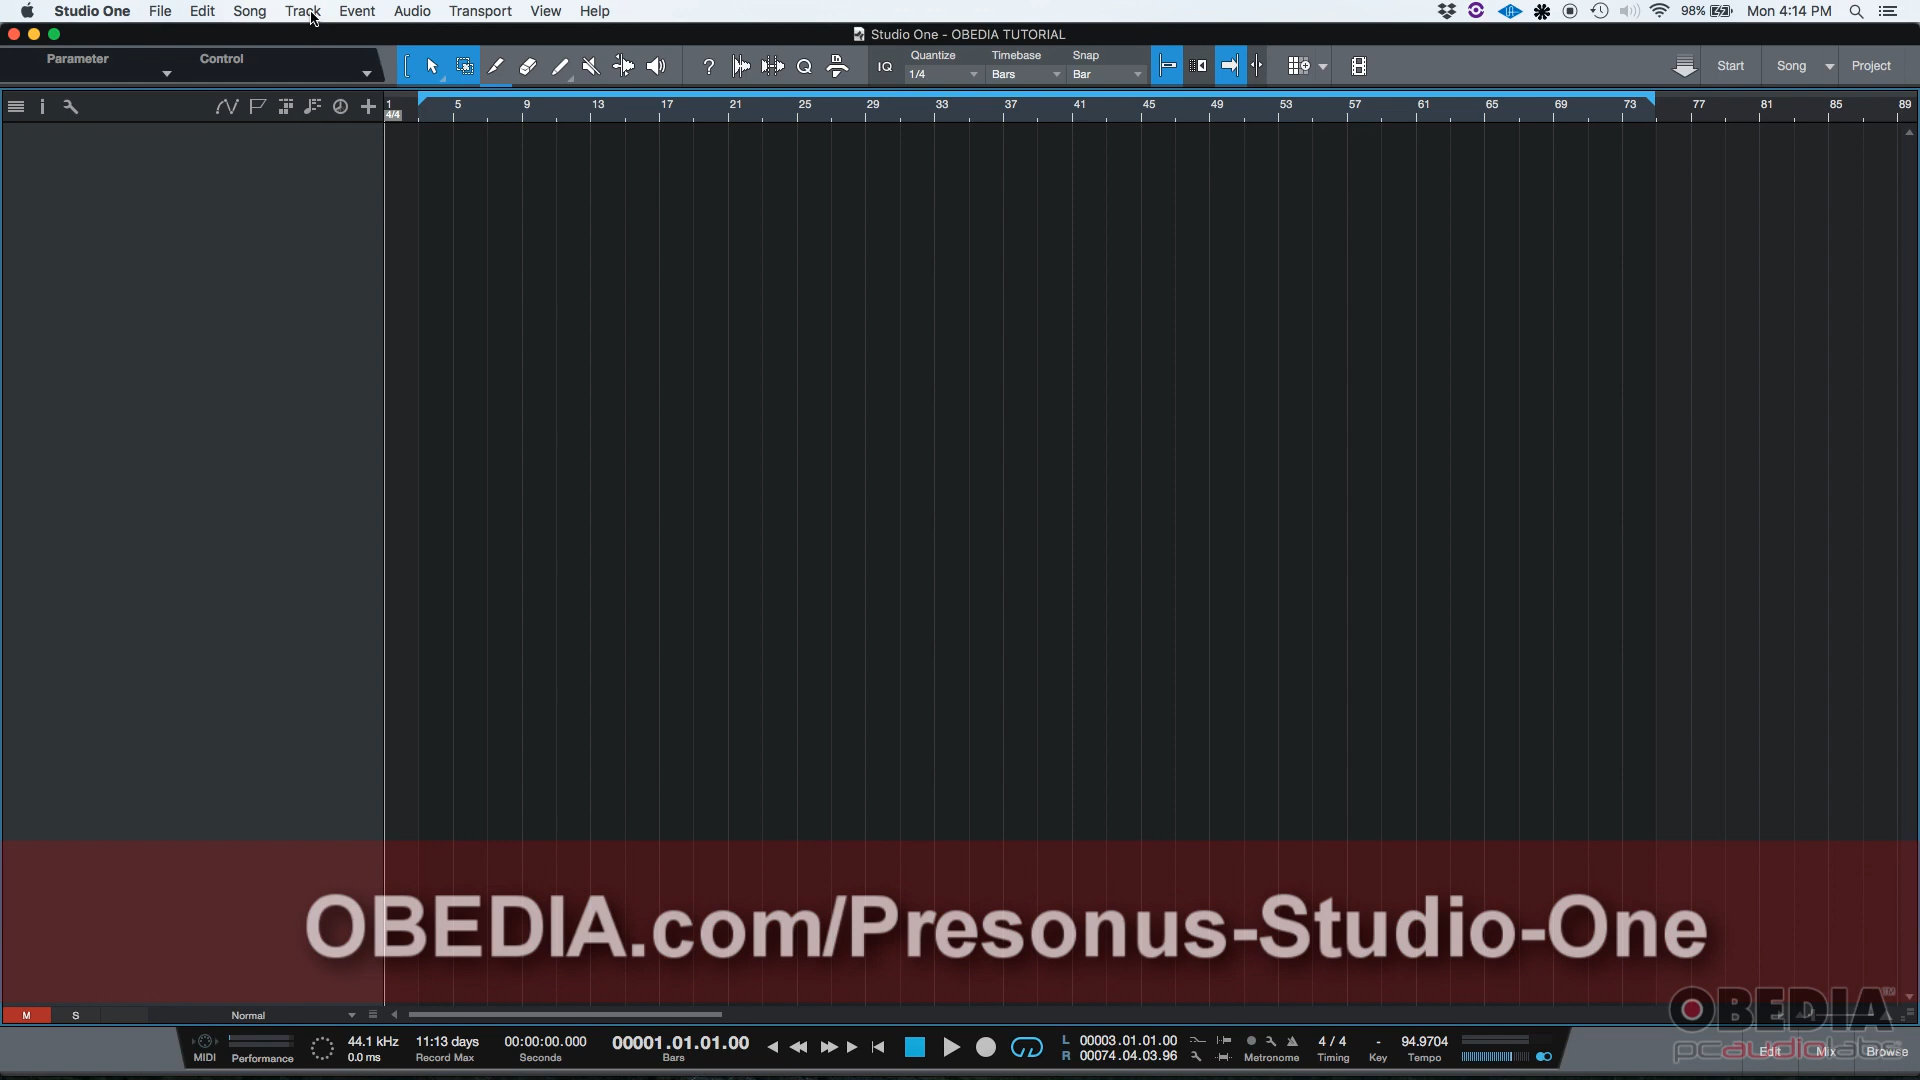 Studio One File Edit Song Track Event Audio Transport View Help 98% Mon 4:14 PM
Studio One - OBEDIA TUTORIAL
Parameter Control
IQ Quantize Timebase Snap
1/4 Bars Bar
? Q Start Song Project
1 5 9 13 17 21 25 29 33 37 41 45 49 53 57 61 65 69 73 77 81 85 89
4/4
OBEDIA.com/Presonus-Studio-One
OBEDIA
pcaudiolabs
M S Normal
MIDI Performance
44.1 kHz 11:13 days 00:00:00.000 00001.01.01.00
0.0 ms Record Max Seconds Bars
L 00003.01.01.00
R 00074.04.03.96
Metronome
4 / 4 - 94.9704
Timing Key Tempo
Edit Mix Browse